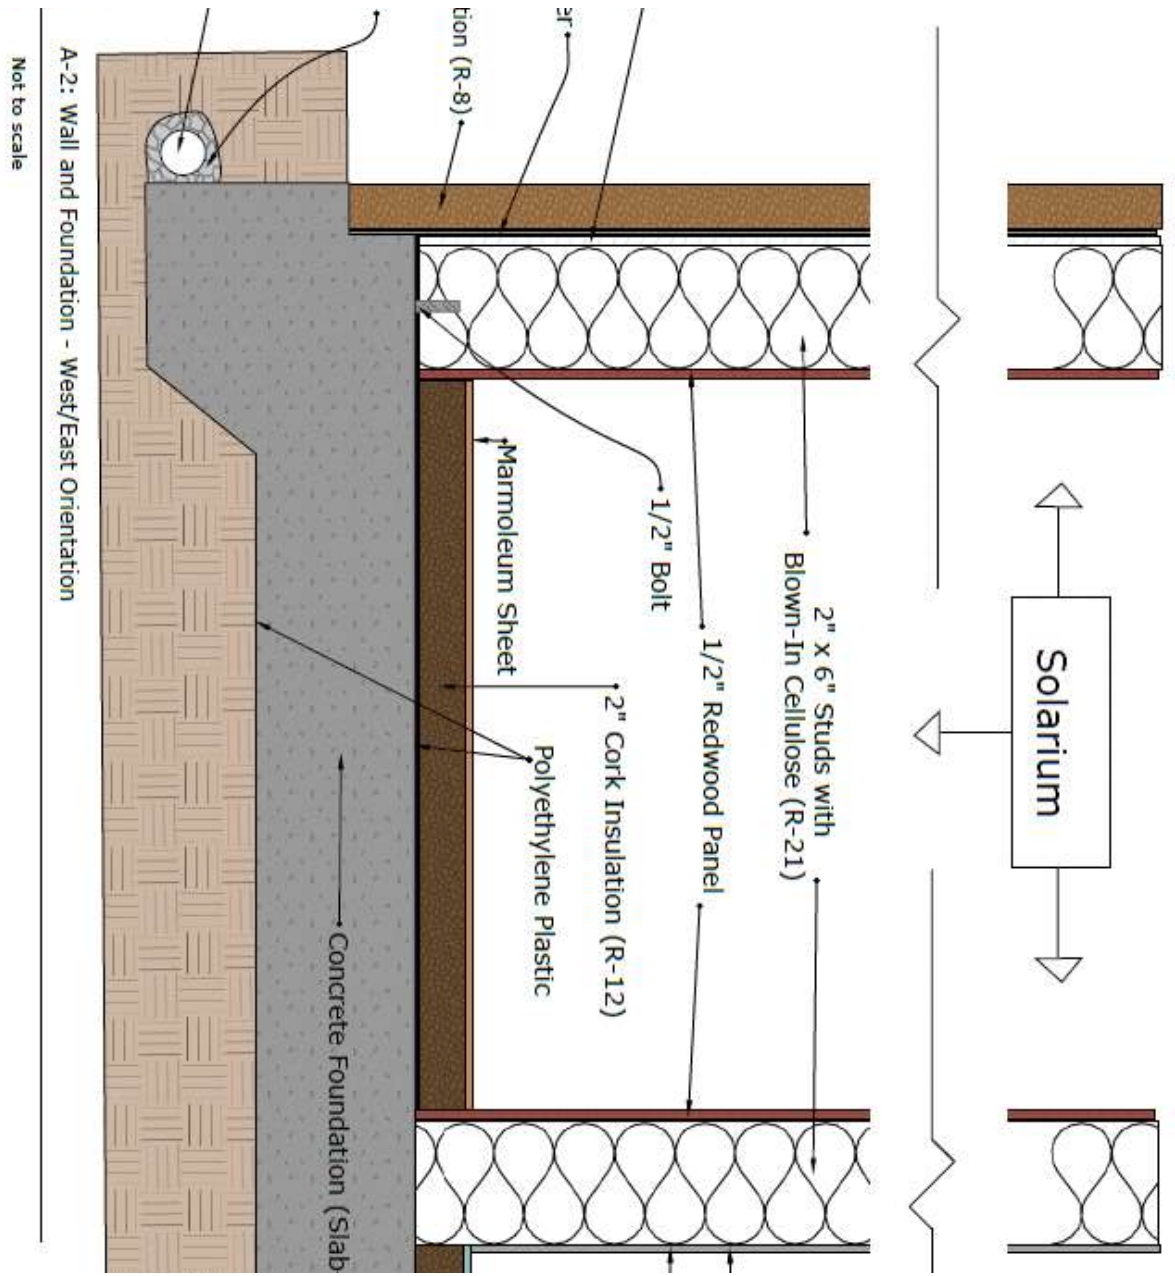 er
tion (R-8)
Solarium
2" x 6" Studs with
Blown-In Cellulose (R-21)
1/2" Redwood Panel
1/2" Bolt
2" Cork Insulation (R-12)
Polyethylene Plastic
Marmoleum Sheet
Concrete Foundation (Slab
A-2: Wall and Foundation - West/East Orientation
Not to scale